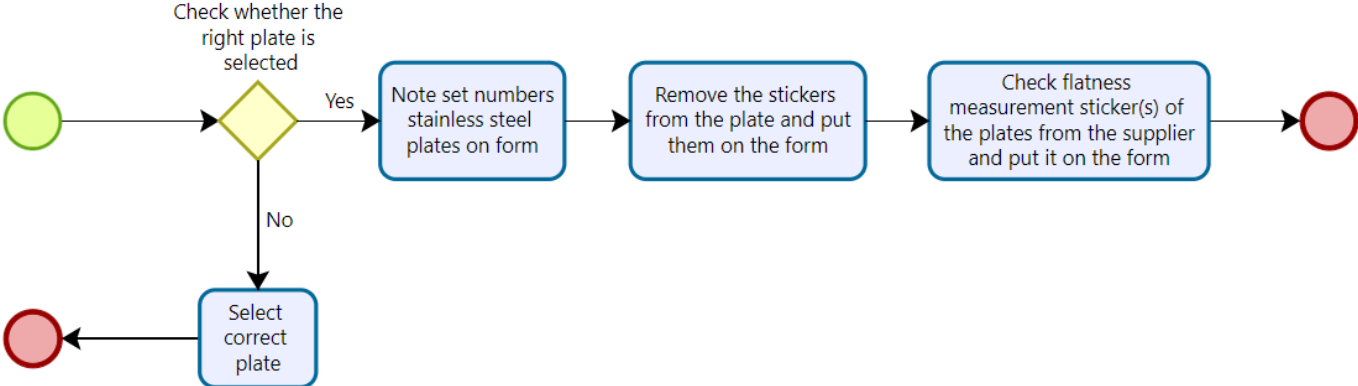 Check whether the
right plate is
selected
Yes
Note set numbers
stainless steel
plates on form
Remove the stickers
from the plate and put
them on the form
Check flatness
measurement sticker(s) of
the plates from the supplier
and put it on the form
No
Select
correct
plate